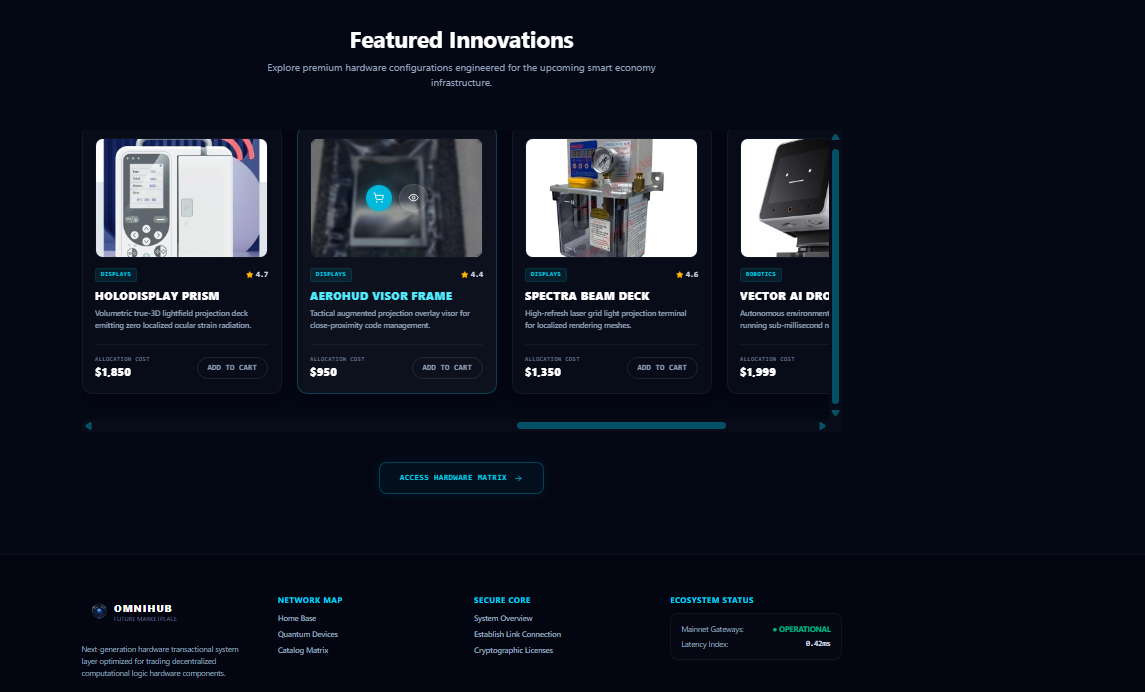 Featured Innovations
Explore premium hardware configurations engineered for the upcoming smart economy
infrastructure.
DISPLAYS
4.7
HOLODISPLAY PRISM
Volumetric true-3D lightfield projection deck
emitting zero localized ocular strain radiation.
ALLOCATION COST
$1,850
ADD TO CART
DISPLAYS
4.4
AEROHUD VISOR FRAME
Tactical augmented projection overlay visor for
close-proximity code management.
ALLOCATION COST
$950
ADD TO CART
DISPLAYS
4.6
SPECTRA BEAM DECK
High-refresh laser grid light projection terminal
for localized rendering meshes.
ALLOCATION COST
$1,350
ADD TO CART
ROBOTICS
VECTOR AI DRO
Autonomous environment
running sub-millisecond
ALLOCATION COST
$1,999
ACCESS HARDWARE MATRIX →
OMNIHUB
FUTURE MARKETPLACE
Next-generation hardware transactional system
layer optimized for trading decentralized
computational logic hardware components.
NETWORK MAP
Home Base
Quantum Devices
Catalog Matrix
SECURE CORE
System Overview
Establish Link Connection
Cryptographic Licenses
ECOSYSTEM STATUS
Mainnet Gateways: ● OPERATIONAL
Latency Index: 0.42ms